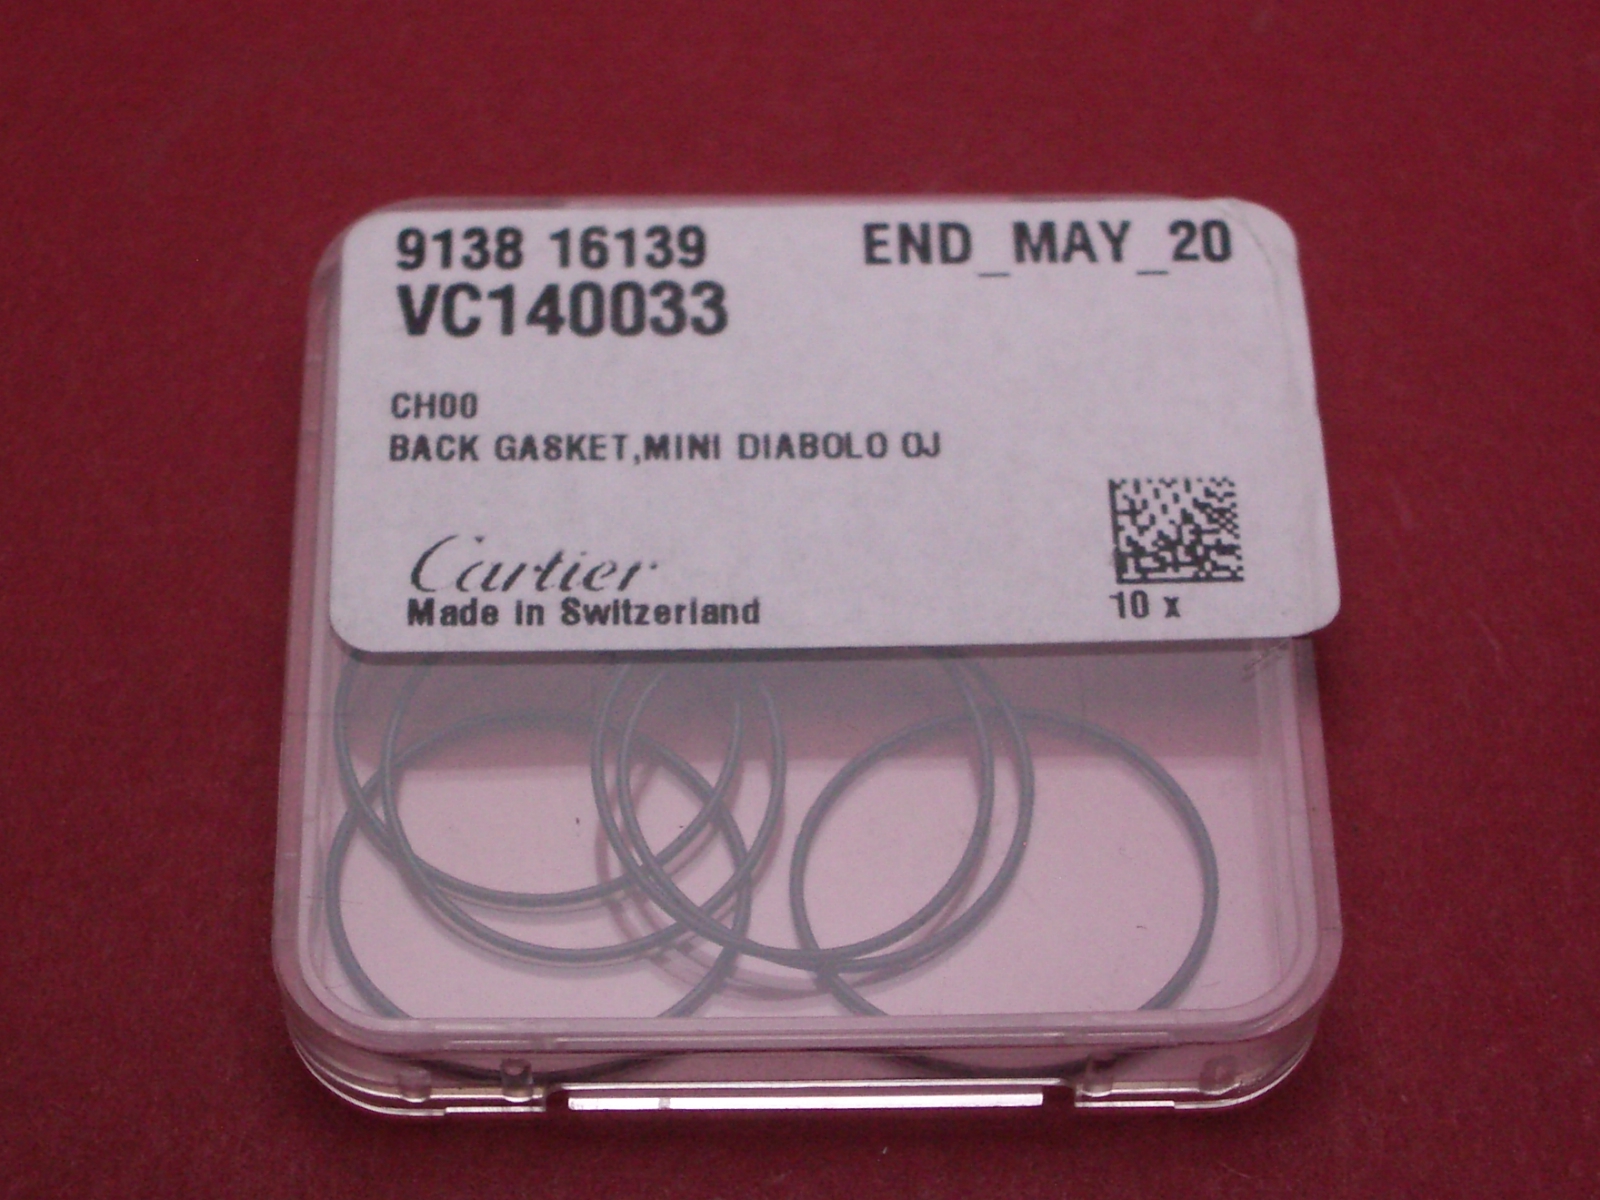 9138 16139 END_MAY_20
VC140033
CH00
BACK GASKET,MINI DIABOLO OJ
Cartier
Made in Switzerland
10 x